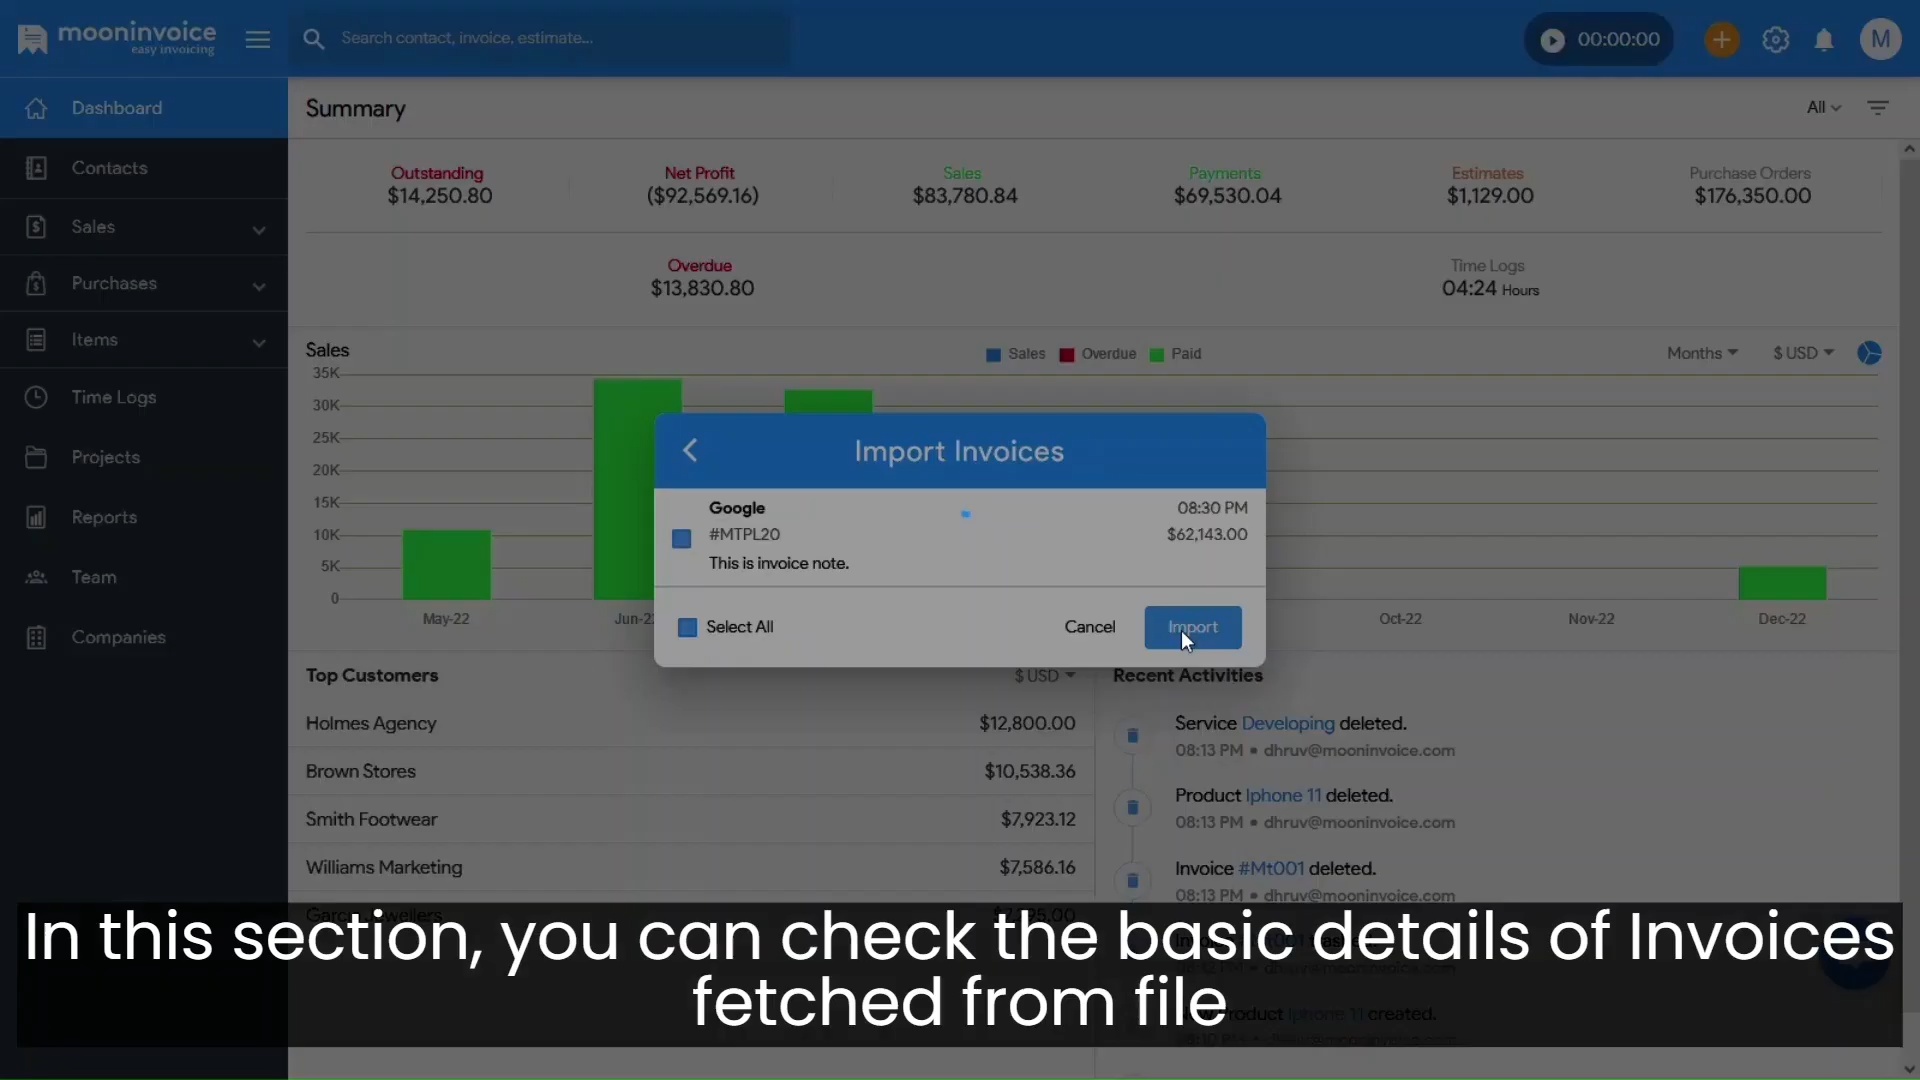 mooninvoice
easy invoicing
Search contact, invoice, estimate...
00:00:00
M
Dashboard
Contacts
Sales
Purchases
Items
Time Logs
Projects
Reports
Team
Companies
Summary
All
Outstanding
$14,250.80
Net Profit
($92,569.16)
Sales
$83,780.84
Payments
$69,530.04
Estimates
$1,129.00
Purchase Orders
$176,350.00
Overdue
$13,830.80
Time Logs
04:24 Hours
Sales
Sales
Overdue
Paid
Months
$ USD
35K
30K
25K
20K
15K
10K
5K
0
May-22
Jun-2
Oct-22
Nov-22
Dec-22
Import Invoices
Google
08:30 PM
#MTPL20
$62,143.00
This is invoice note.
Select All
Cancel
Import
Top Customers
$ USD
Holmes Agency
$12,800.00
Brown Stores
$10,538.36
Smith Footwear
$7,923.12
Williams Marketing
$7,586.16
Recent Activities
Service Developing deleted.
08:13 PM • dhruv@mooninvoice.com
Product Iphone 11 deleted.
08:13 PM • dhruv@mooninvoice.com
Invoice #Mt001 deleted.
08:13 PM • dhruv@mooninvoice.com
Product Iphone 11 created.
In this section, you can check the basic details of Invoices
fetched from file